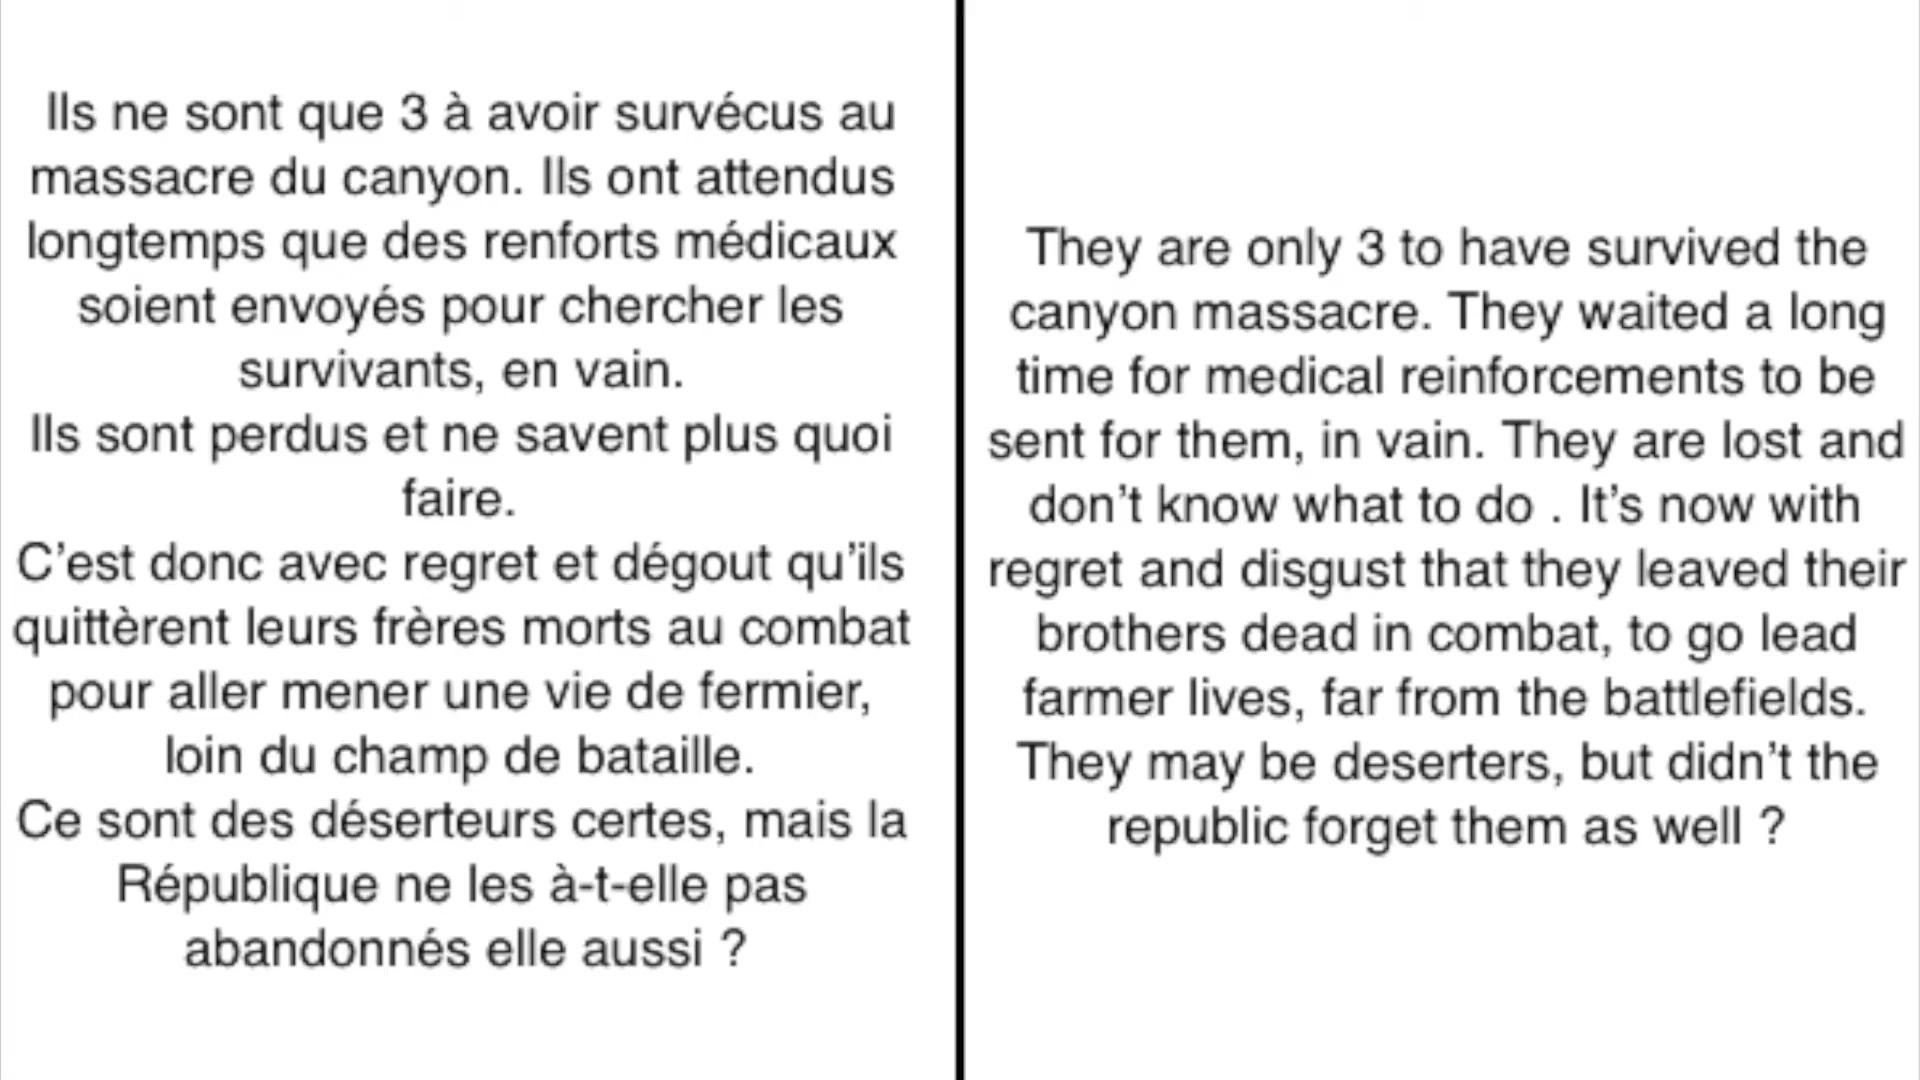 Ils ne sont que 3 à avoir survécus au
massacre du canyon. Ils ont attendus
longtemps que des renforts médicaux
soient envoyés pour chercher les
survivants, en vain.
Ils sont perdus et ne savent plus quoi
faire.
C’est donc avec regret et dégout qu’ils
quittèrent leurs frères morts au combat
pour aller mener une vie de fermier,
loin du champ de bataille.
Ce sont des déserteurs certes, mais la
République ne les à-t-elle pas
abandonnés elle aussi ?
They are only 3 to have survived the
canyon massacre. They waited a long
time for medical reinforcements to be
sent for them, in vain. They are lost and
don’t know what to do . It’s now with
regret and disgust that they leaved their
brothers dead in combat, to go lead
farmer lives, far from the battlefields.
They may be deserters, but didn’t the
republic forget them as well ?